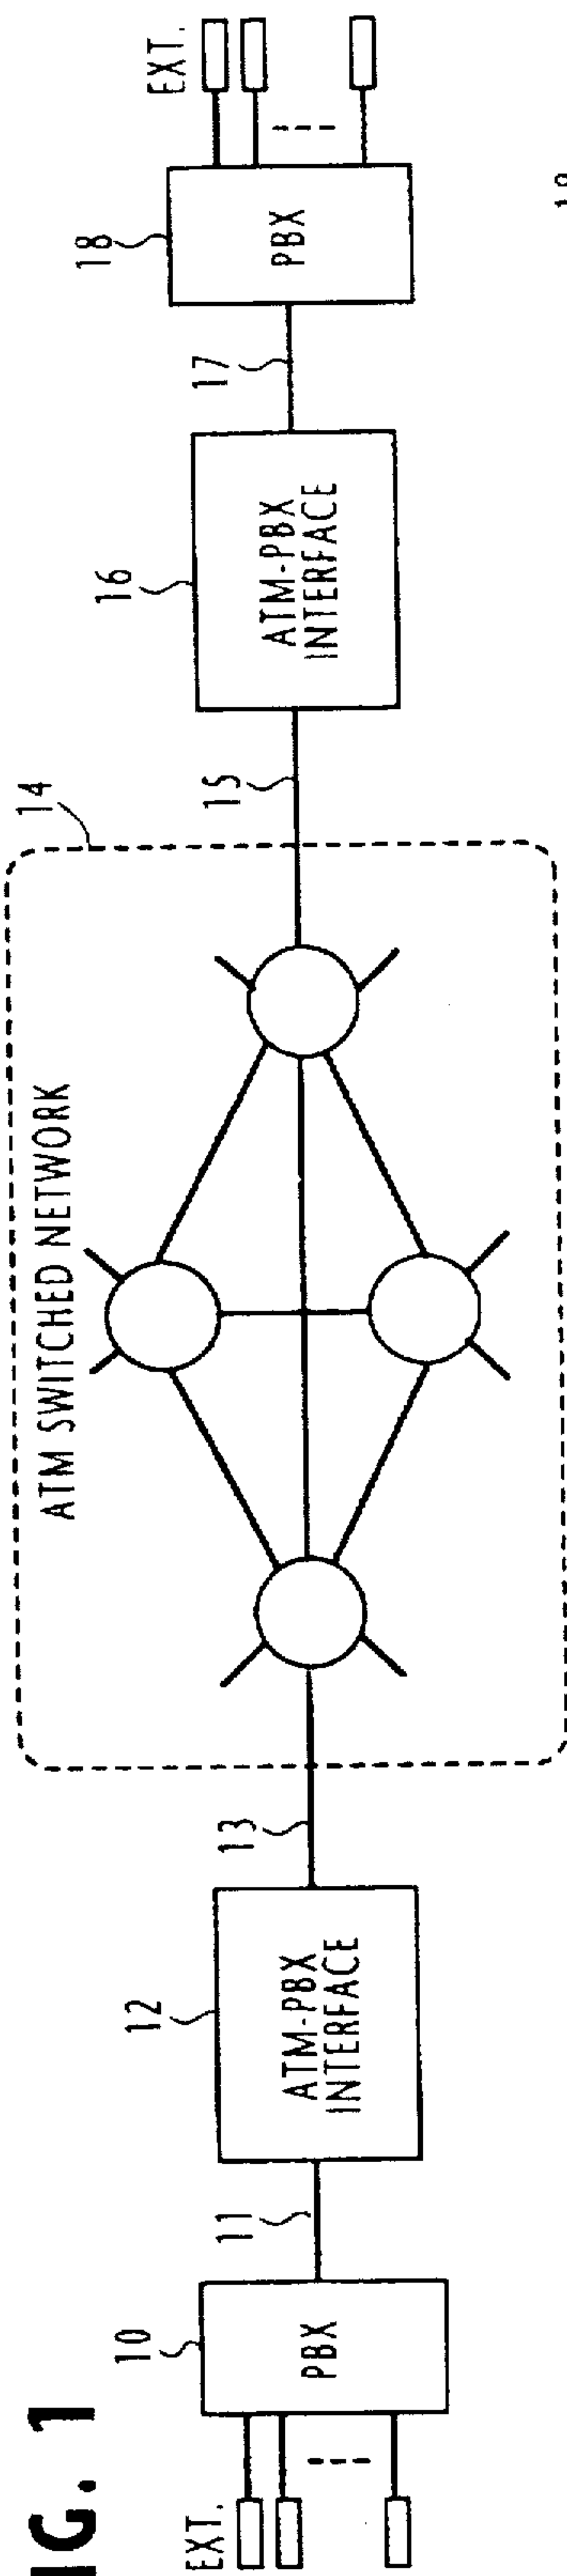 IG. 1
EXT.
10
PBX
11
12
ATM-PBX
INTERFACE
13
ATM SWITCHED NETWORK
14
15
16
ATM-PBX
INTERFACE
17
18
PBX
EXT.